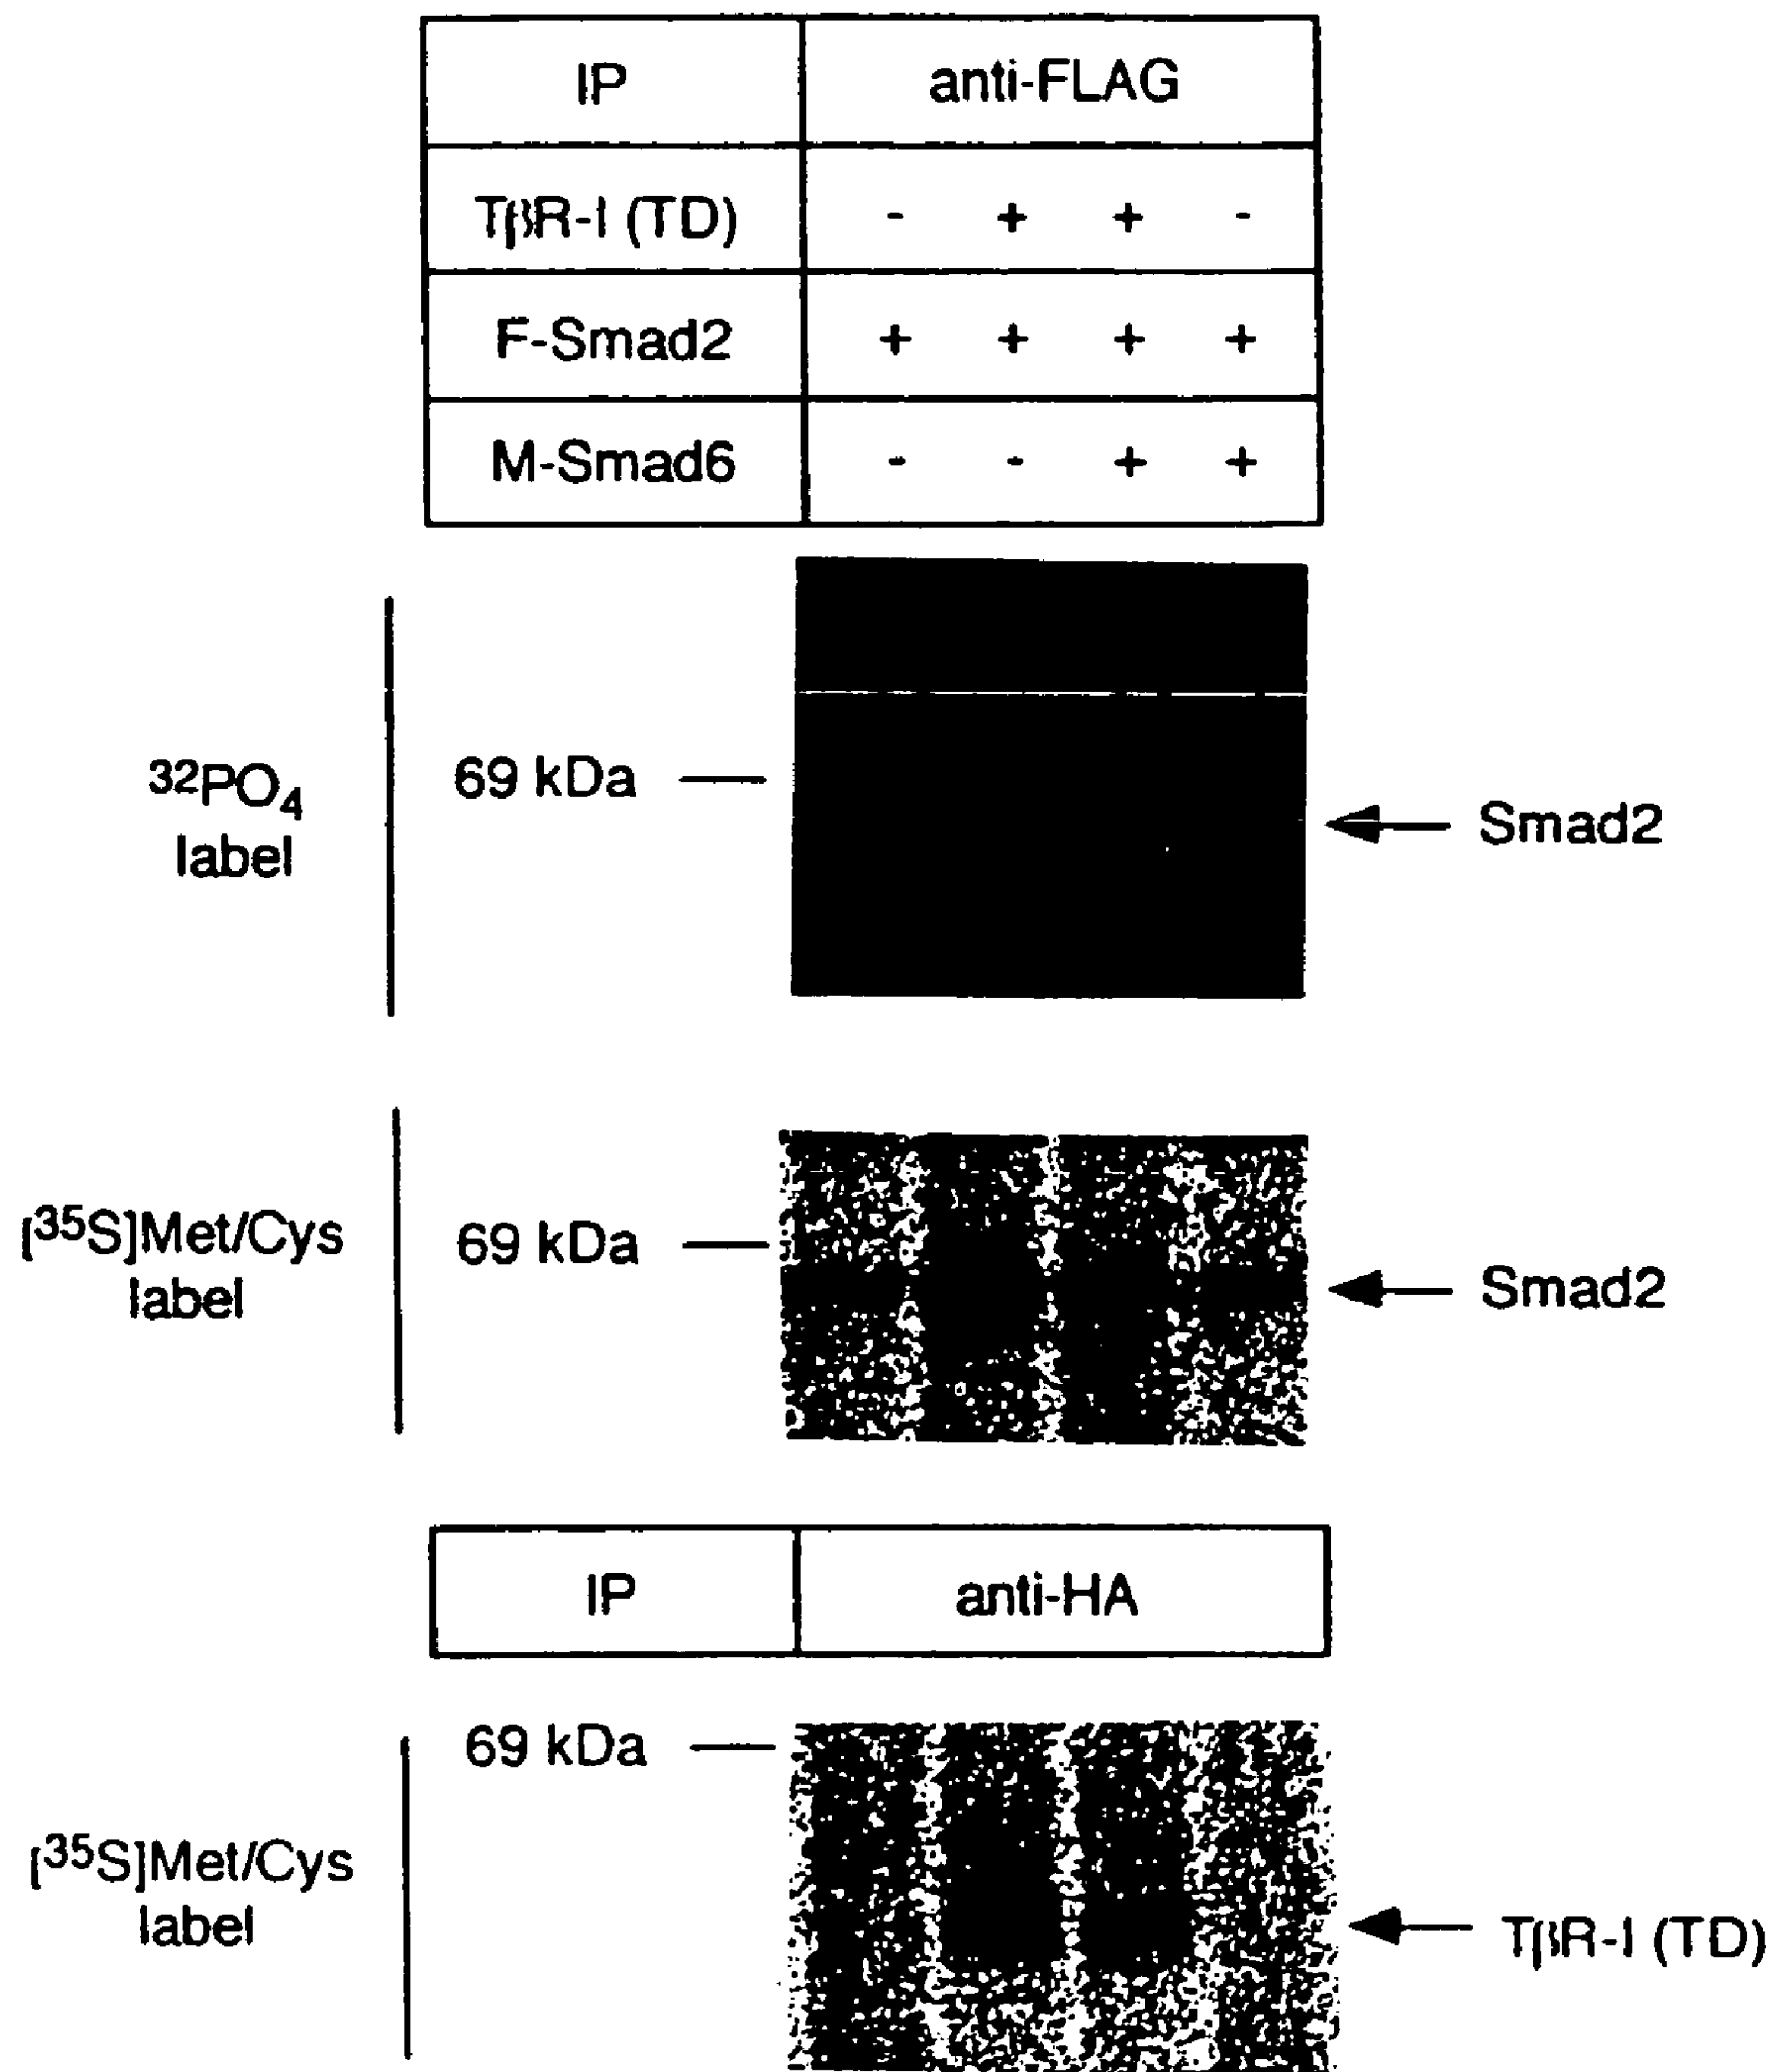 IP anti-FLAG
TβR-I (TD) - + + -
F-Smad2 + + + +
M-Smad6 - - + +
32PO4
label
69 kDa
Smad2
[35S]Met/Cys
label
69 kDa
Smad2
IP anti-HA
69 kDa
[35S]Met/Cys
label
TβR-I (TD)